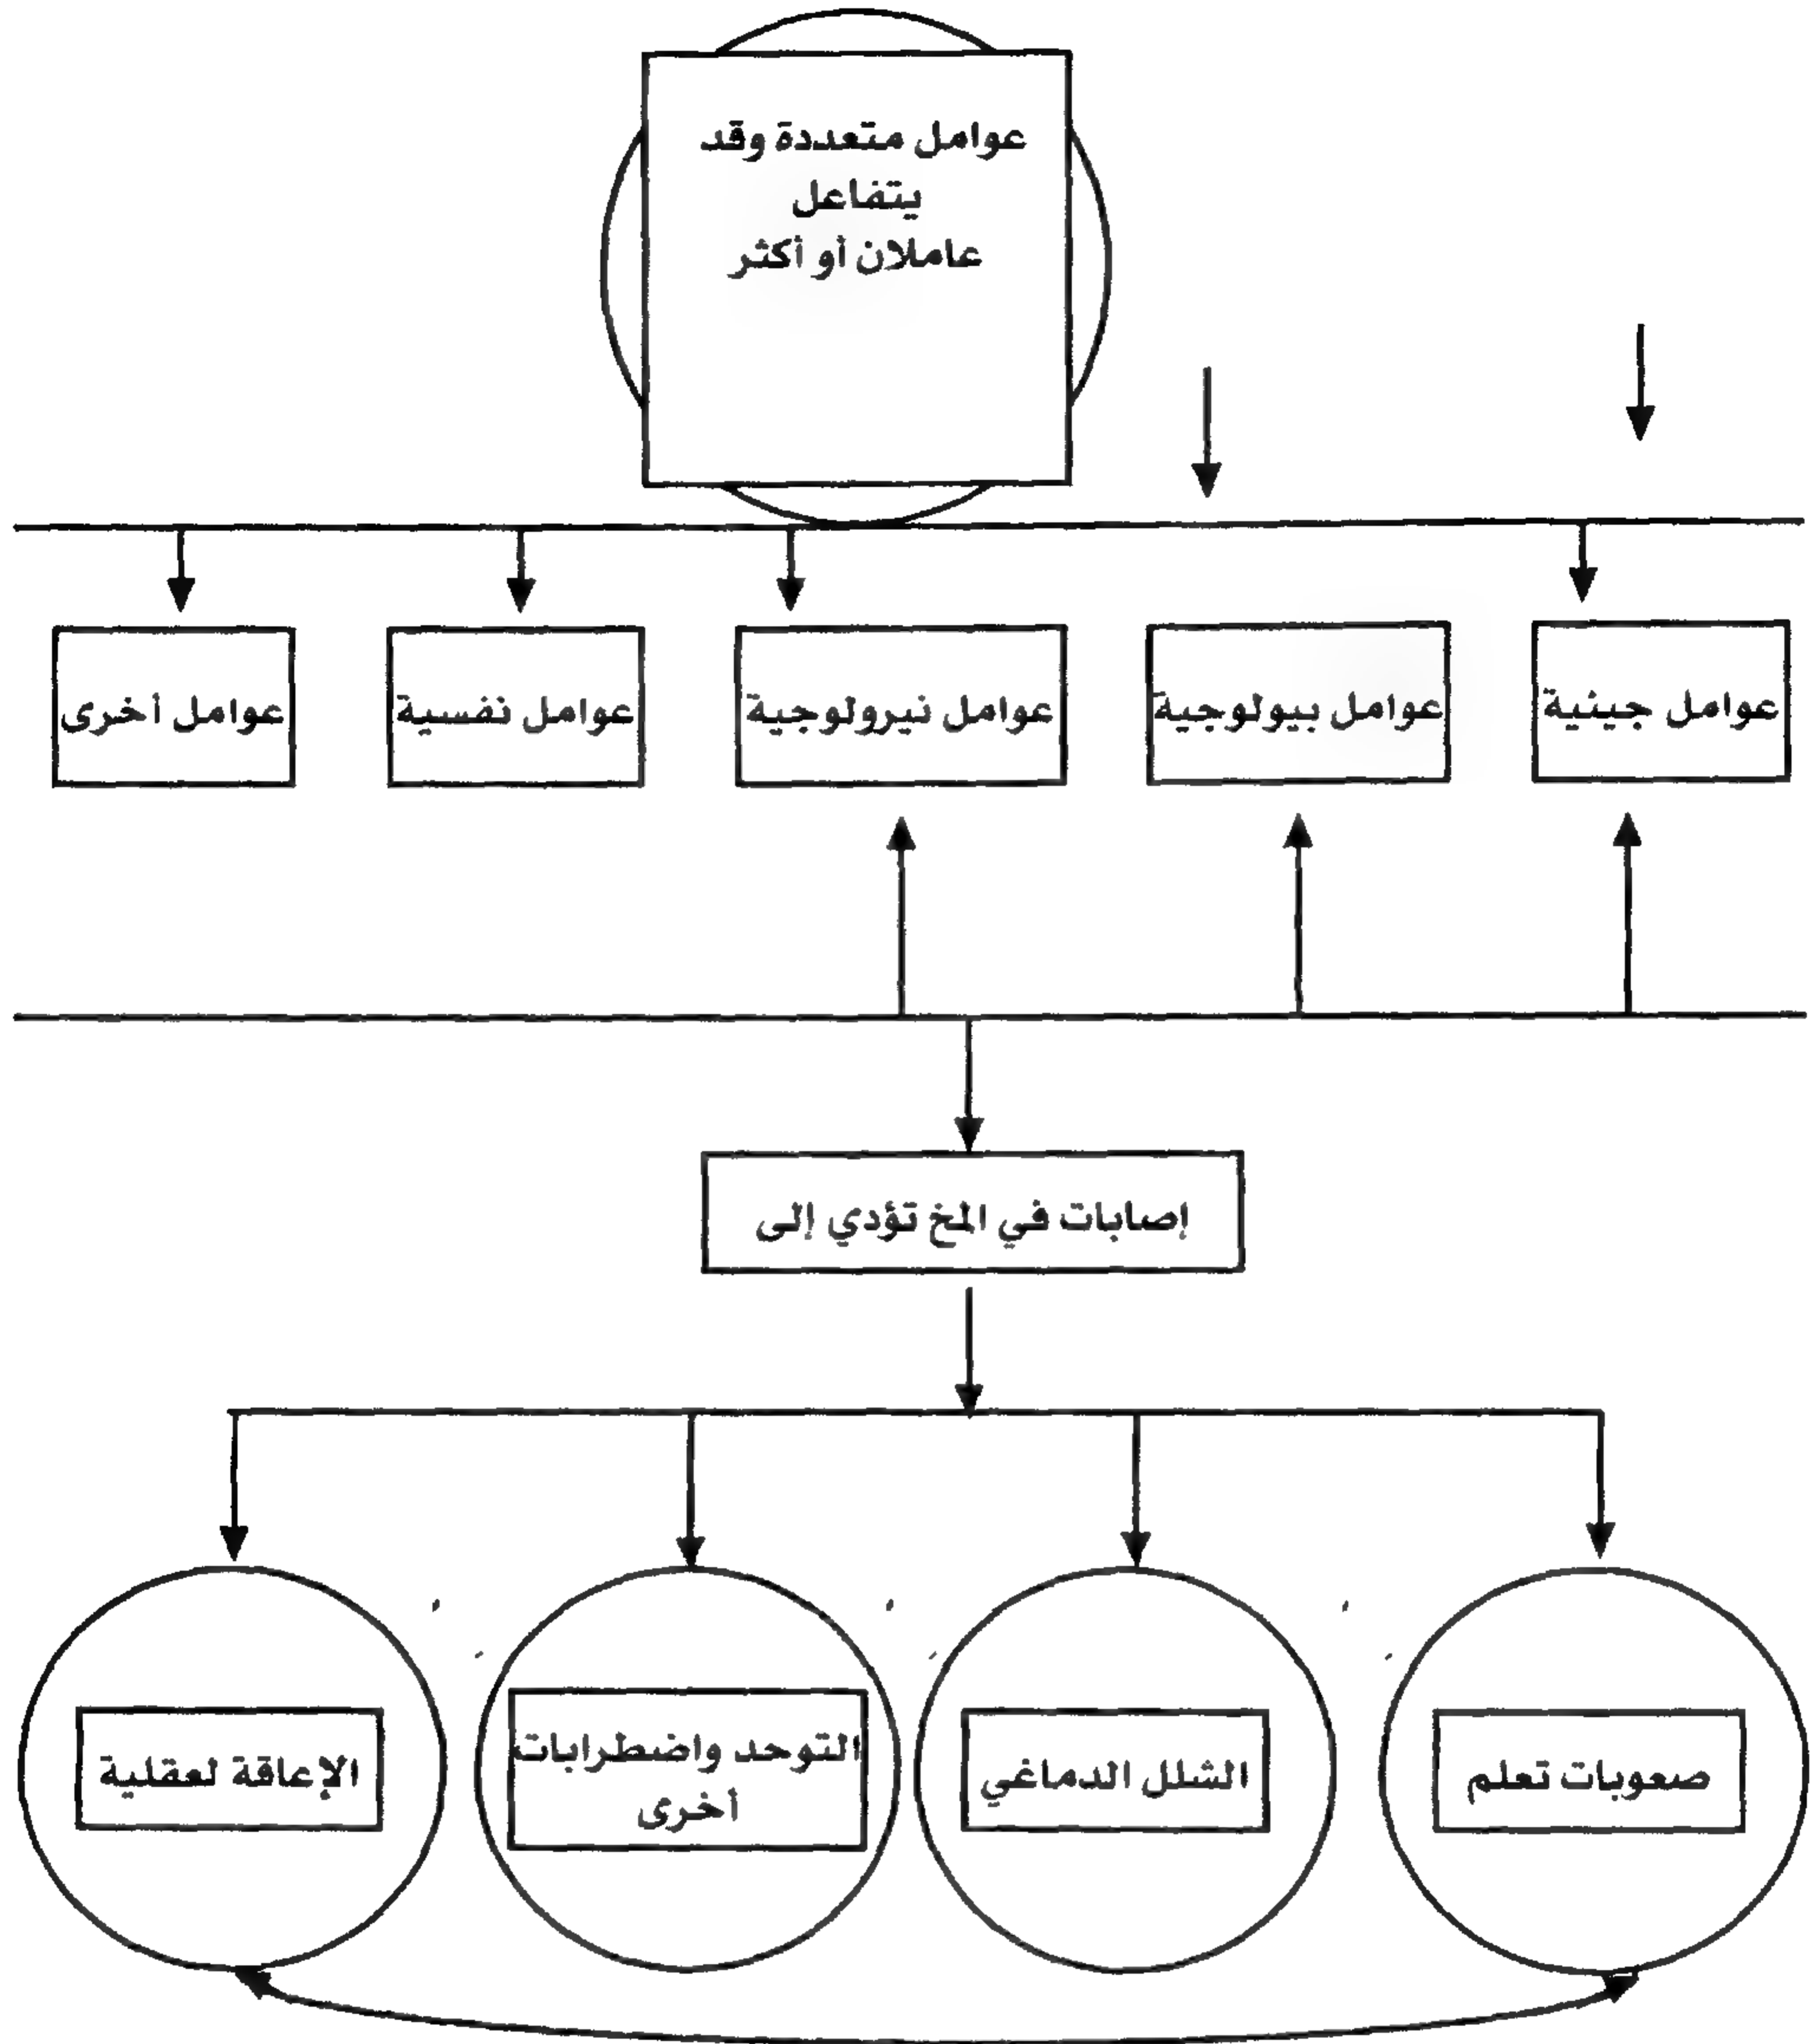 عوامل متعددة وقد
يتفاعل
عاملان أو أكثر
عوامل جينية
عوامل بيولوجية
عوامل نيرولوجية
عوامل نفسية
عوامل أخرى
إصابات في المخ تؤدي إلى
صعوبات تعلم
الشلل الدماغي
التوحد واضطرابات
أخرى
الإعاقة لعقلية